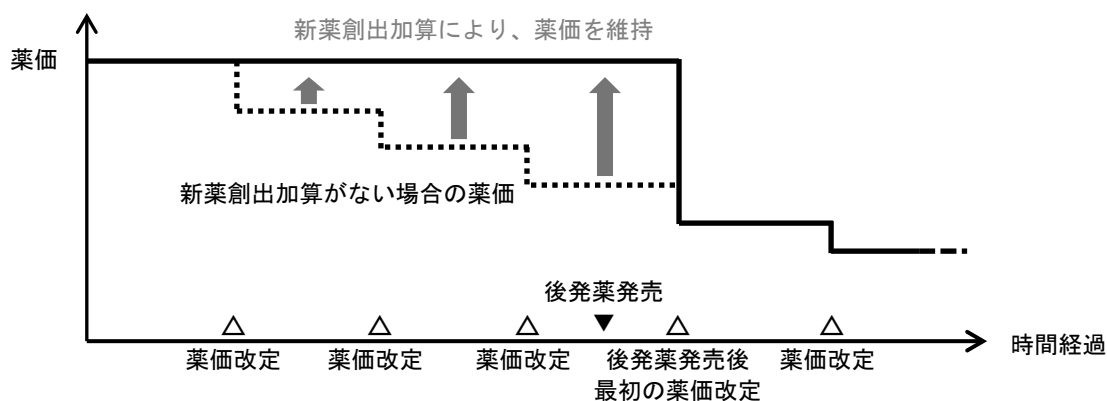 新薬創出加算により、薬価を維持
薬価
新薬創出加算がない場合の薬価
後発薬発売
薬価改定
薬価改定
薬価改定
後発薬発売後
最初の薬価改定
薬価改定
時間経過